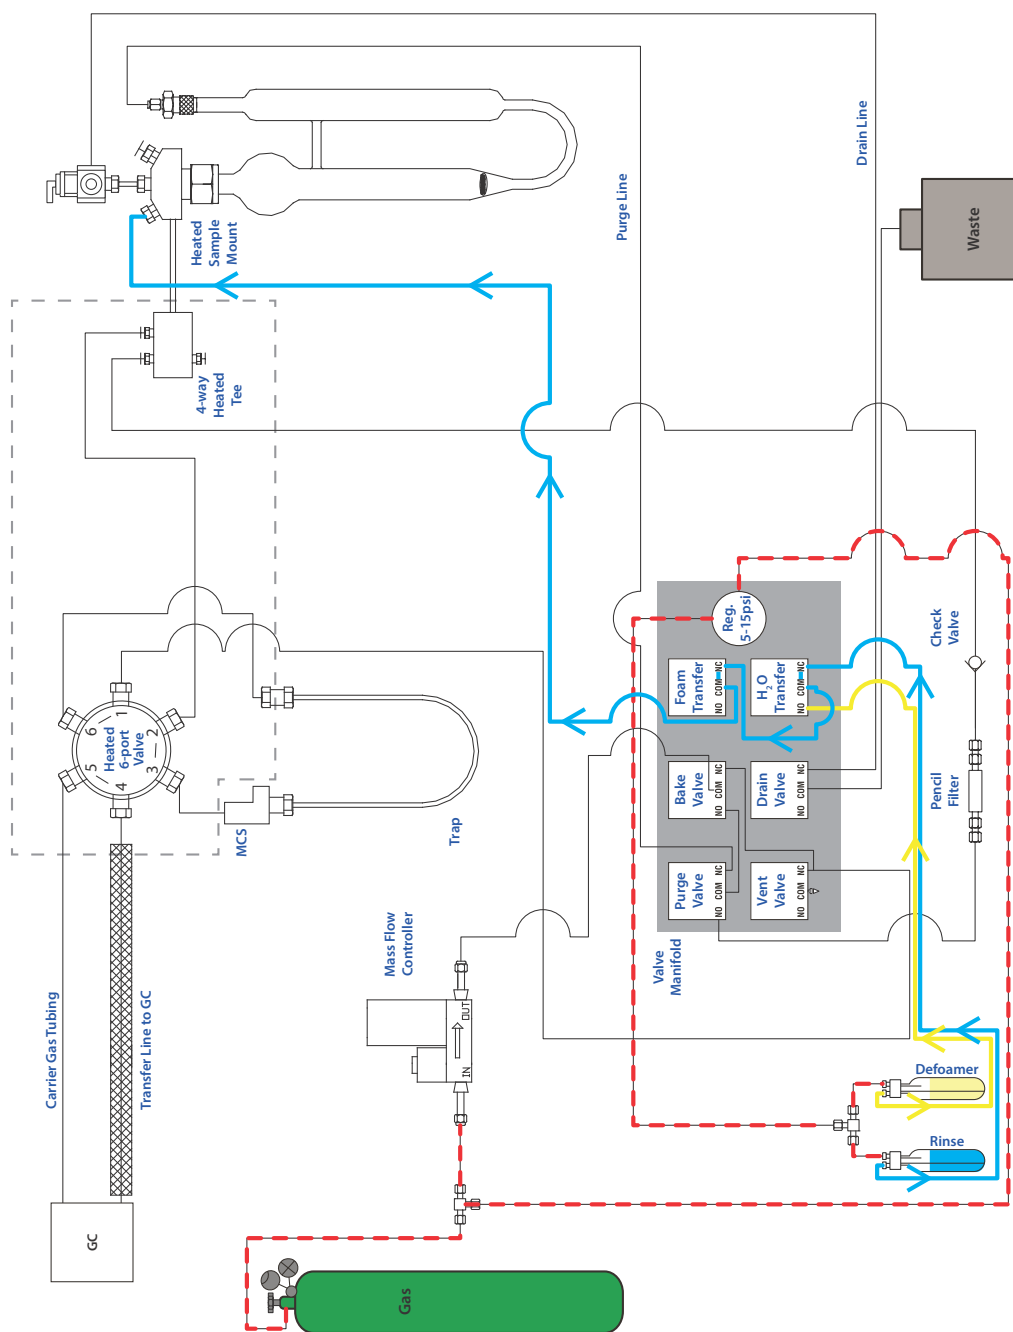 Drain Line
Purge Line
Waste
Heated
Sample
Mount
4-way
Heated
Tee
Check
Valve
Pencil
Filter
Reg.
5-15psi
Foam
Transfer
NO COM NC
H2O
Transfer
NO COM NC
Bake
Valve
NO COM NC
Drain
Valve
NO COM NC
Purge
Valve
NO COM NC
Vent
Valve
NO COM NC
Valve
Manifold
Heated
6-port
Valve
1
2
3
4
5
6
MCS
Trap
Mass Flow
Controller
IN
OUT
Carrier Gas Tubing
Transfer Line to GC
GC
Defoamer
Rinse
Gas